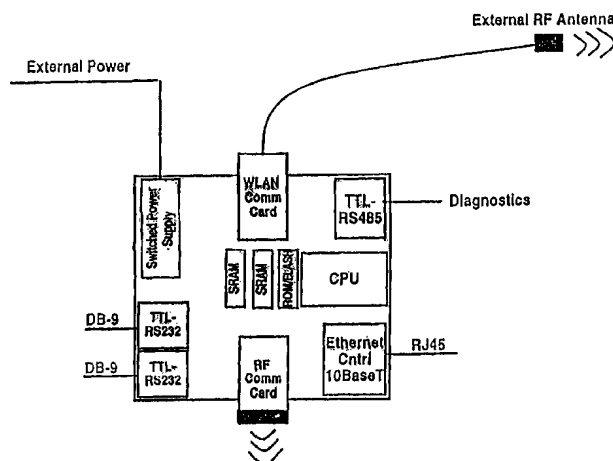 External RF Antenna
External Power
WLAN
Comm
Card
TTL-
RS485
Diagnostics
Switched Power
Supply
SRAM
SRAM
ROM/FLASH
CPU
DB-9
TTL-
RS232
DB-9
TTL-
RS232
RF
Comm
Card
Ethernet
Cntrl
10BaseT
RJ45